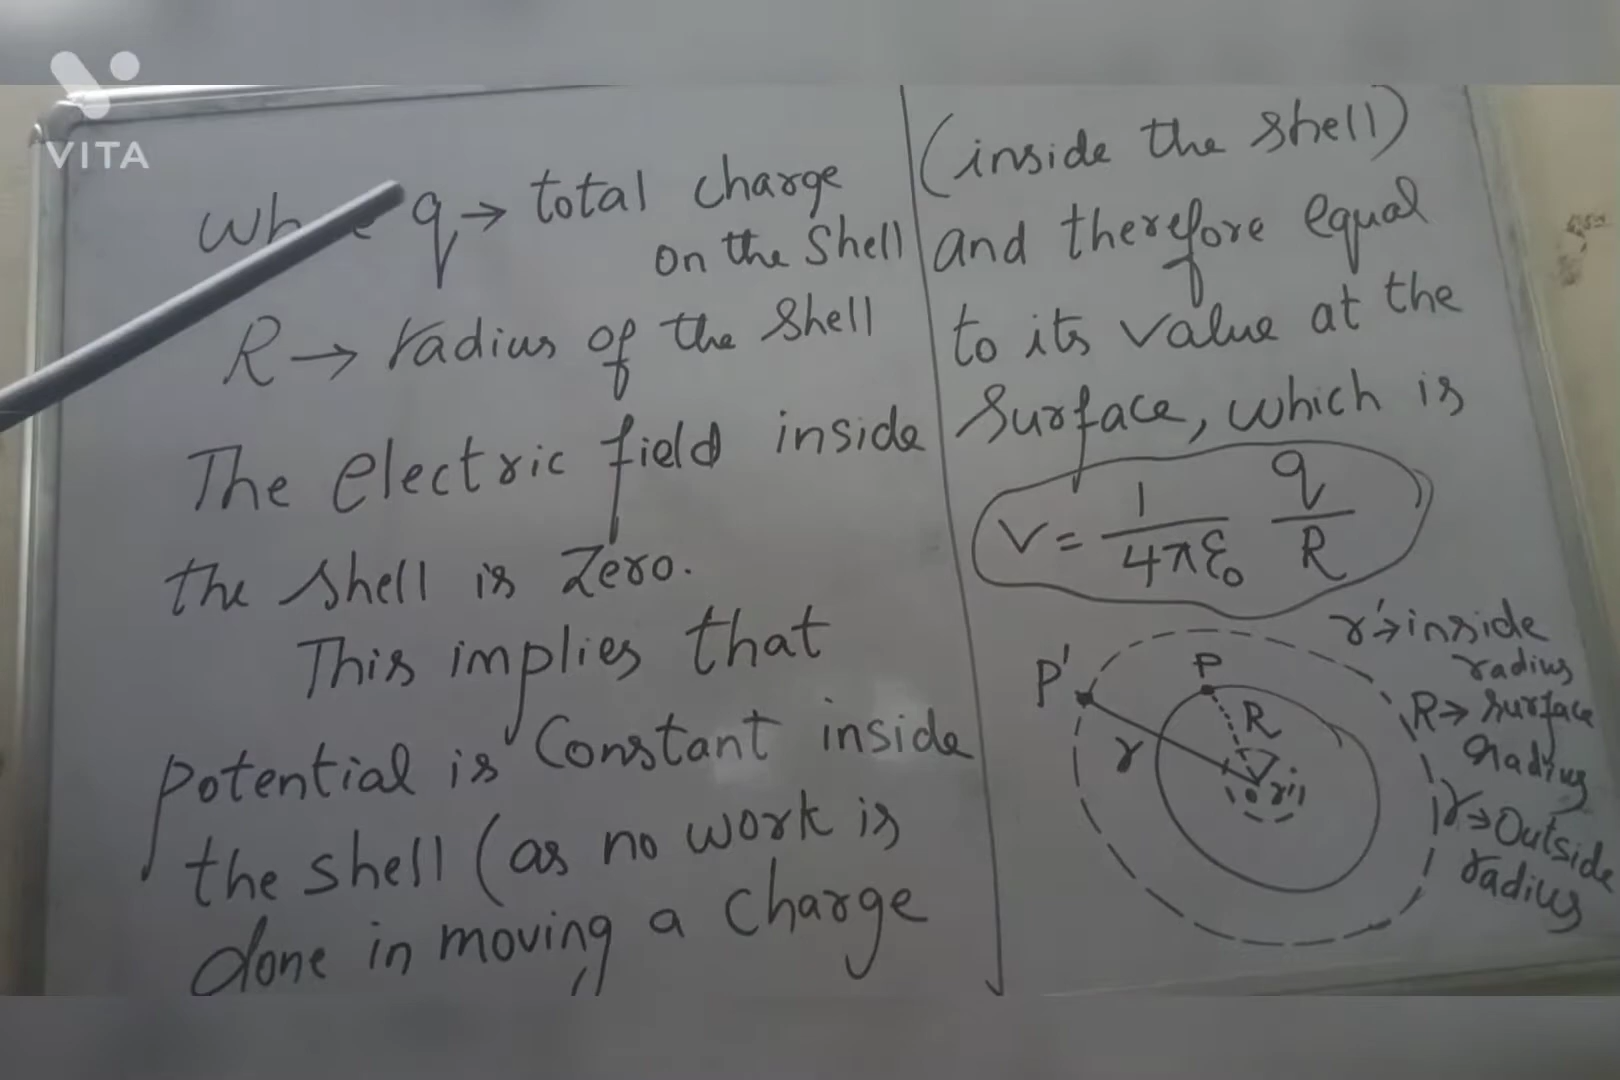 VITA
where q → total charge
on the shell
R → radius of the shell
The electric field inside
the shell is Zero.
This implies that
potential is Constant inside
the shell (as no work is
done in moving a charge
(inside the shell)
and therefore equal
to its value at the
surface, which is
V = 1/4πε₀ q/R
r' → inside
radius
R → surface
radius
r → Outside
radius
P'
P
R
r
o r'